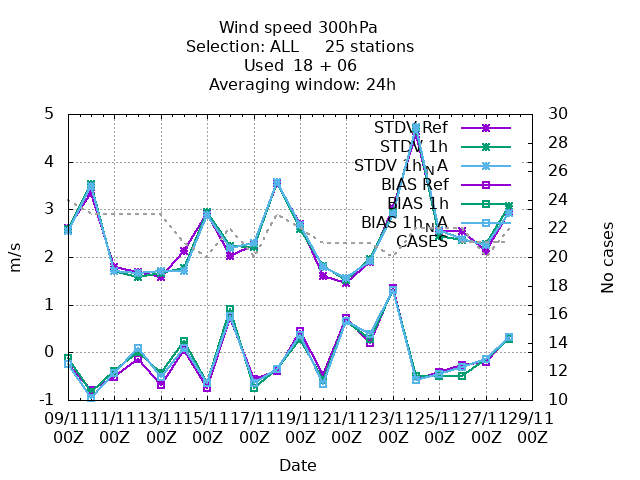 Wind speed 300hPa
Selection: ALL     25 stations
Used 18 + 06
Averaging window: 24h
STDV Ref
STDV 1h
STDV 1h_NA
BIAS Ref
BIAS 1h
BIAS 1h_NA
CASES
5
4
3
2
1
0
-1
m/s
30
28
26
24
22
20
18
16
14
12
10
No cases
09/11 11/11 13/11 15/11 17/11 19/11 21/11 23/11 25/11 27/11 29/11
00Z 00Z 00Z 00Z 00Z 00Z 00Z 00Z 00Z 00Z 00Z
Date